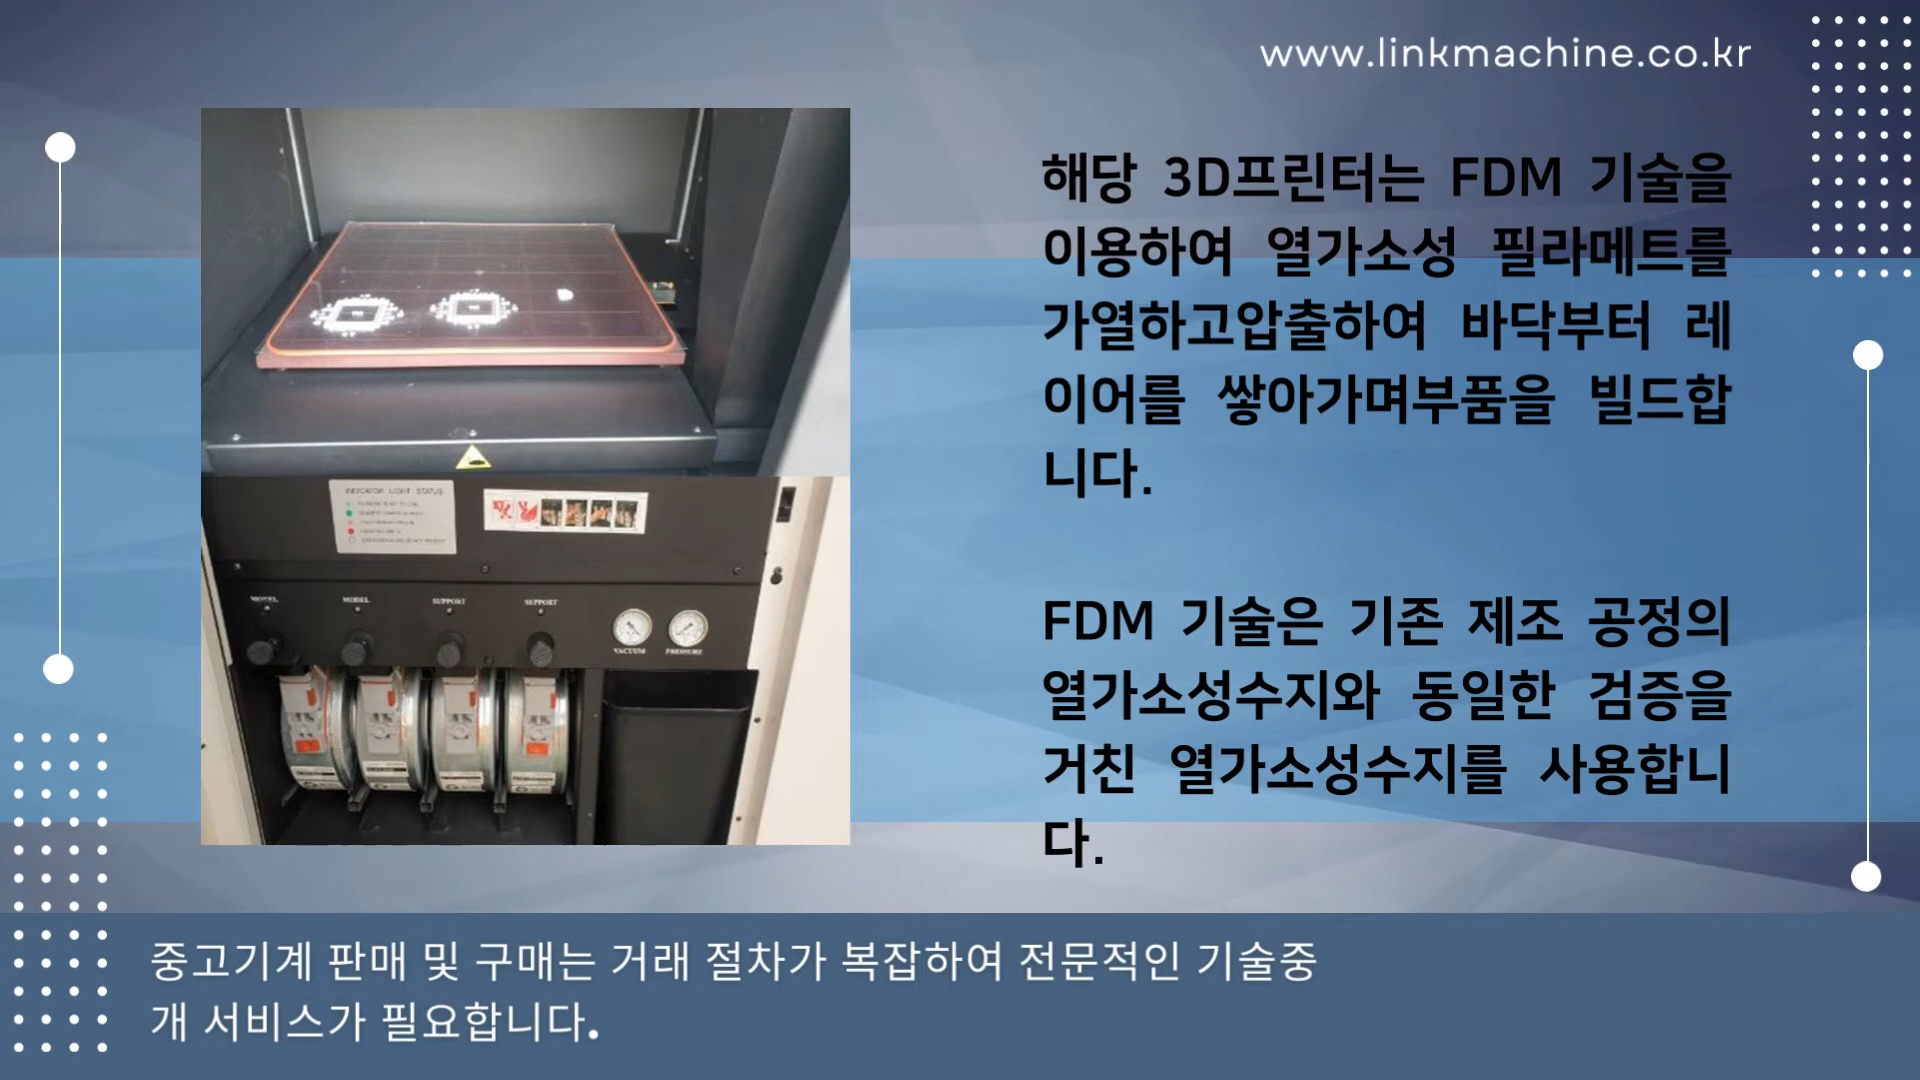 www.linkmachine.co.kr
해당 3D프린터는 FDM 기술을
이용하여 열가소성 필라메트를
가열하고압출하여 바닥부터 레
이어를 쌓아가며부품을 빌드합
니다.
FDM 기술은 기존 제조 공정의
열가소성수지와 동일한 검증을
거친 열가소성수지를 사용합니
다.
INDICATOR LIGHT STATUS
MODEL MODEL SUPPORT SUPPORT
VACUUM PRESSURE
중고기계 판매 및 구매는 거래 절차가 복잡하여 전문적인 기술중
개 서비스가 필요합니다.